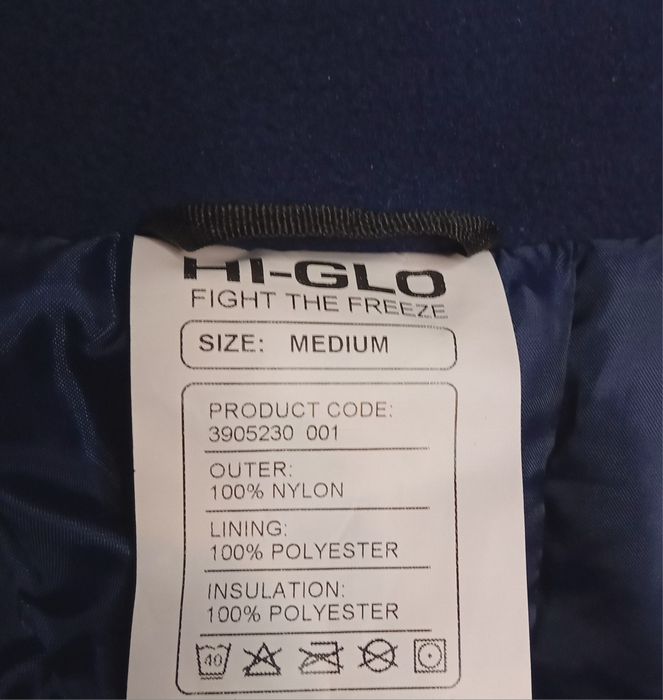 HI-GLO
FIGHT THE FREEZE
SIZE: MEDIUM
PRODUCT CODE:
3905230 001
OUTER:
100% NYLON
LINING:
100% POLYESTER
INSULATION:
100% POLYESTER
40